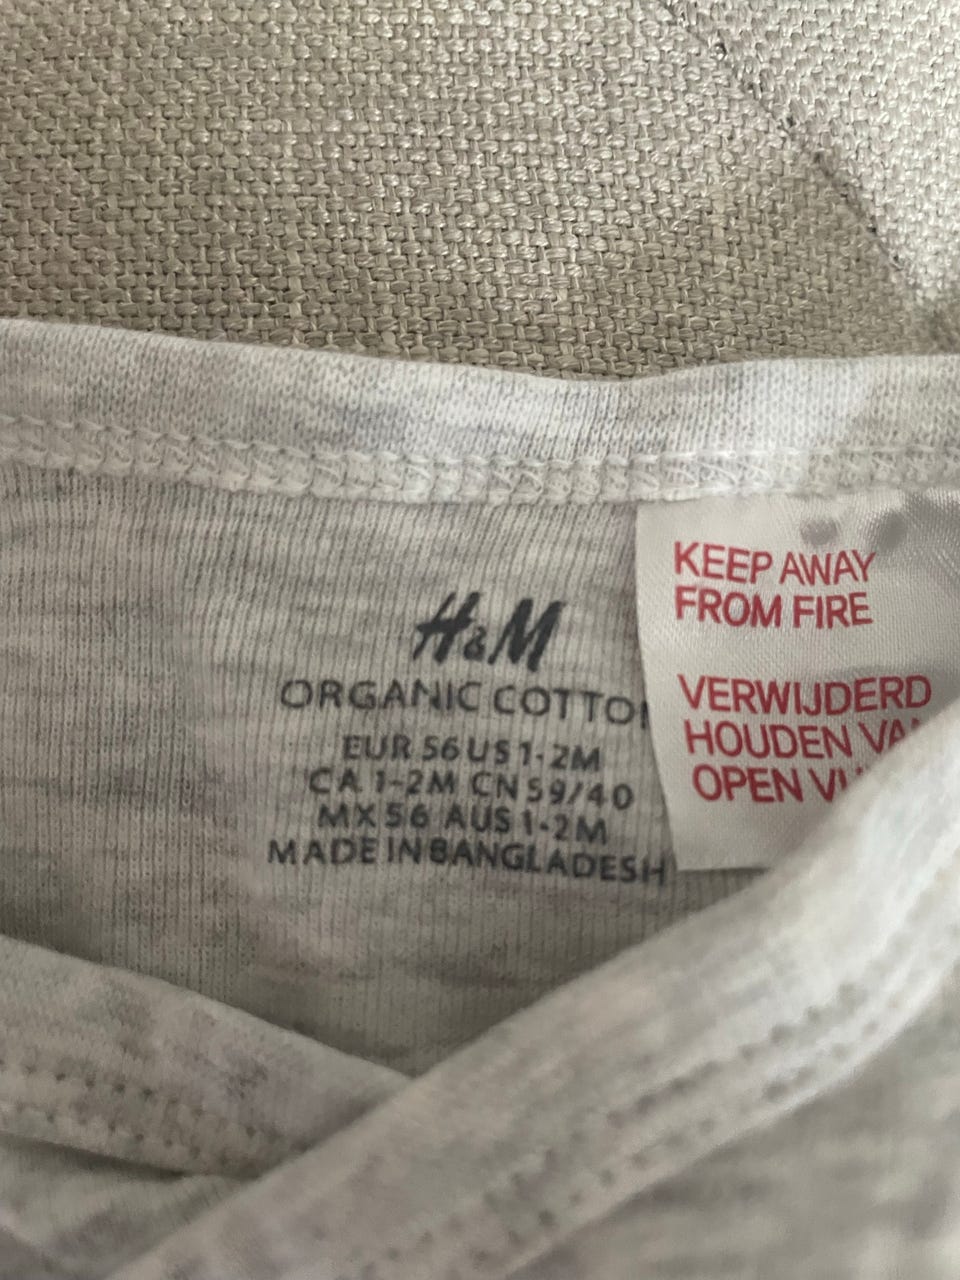 H&M
ORGANIC COTTON
EUR 56 US 1-2M
CA 1-2M CN 59/40
MX 56 AUS 1-2M
MADE IN BANGLADESH
KEEP AWAY
FROM FIRE
VERWIJDERD
HOUDEN
OPEN